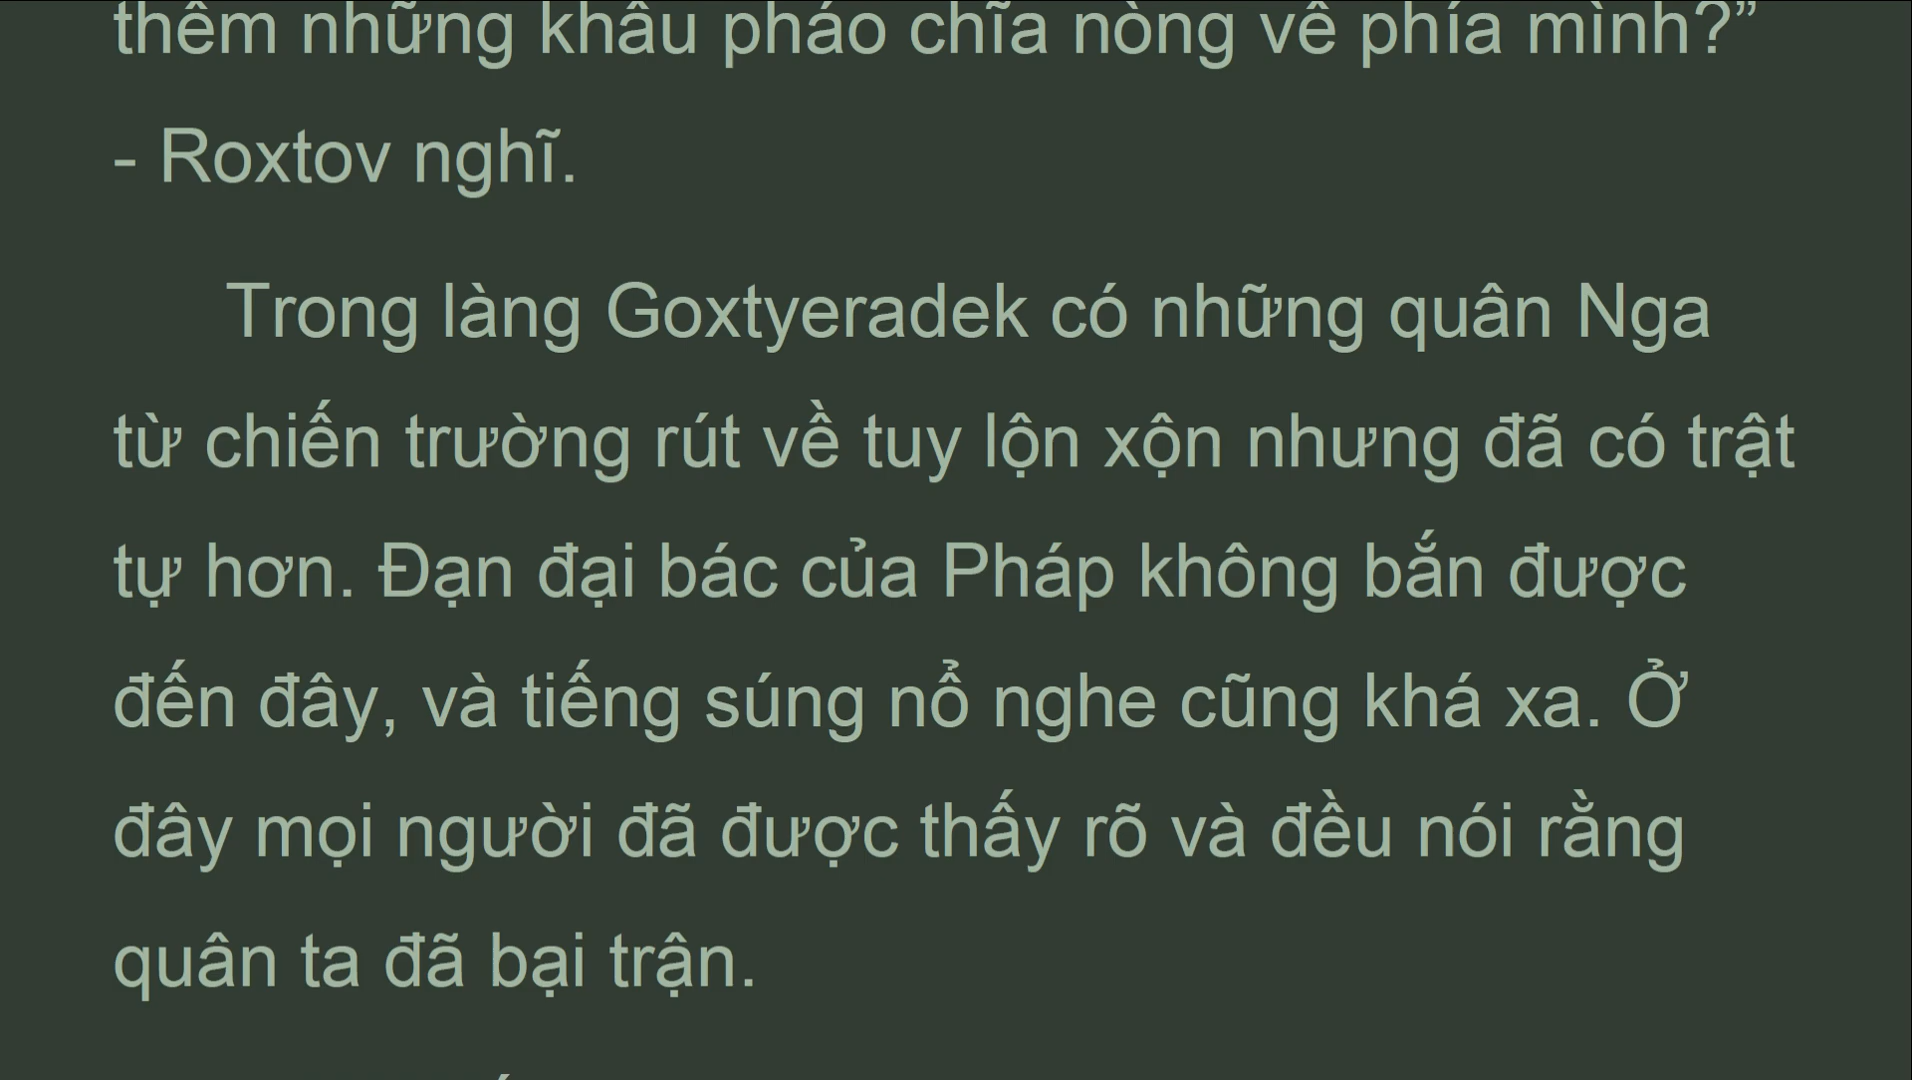 thêm những khẩu pháo chĩa nòng về phía mình?”
- Roxtov nghĩ.
Trong làng Goxtyeradek có những quân Nga
từ chiến trường rút về tuy lộn xộn nhưng đã có trật
tự hơn. Đạn đại bác của Pháp không bắn được
đến đây, và tiếng súng nổ nghe cũng khá xa. Ở
đây mọi người đã được thấy rõ và đều nói rằng
quân ta đã bại trận.